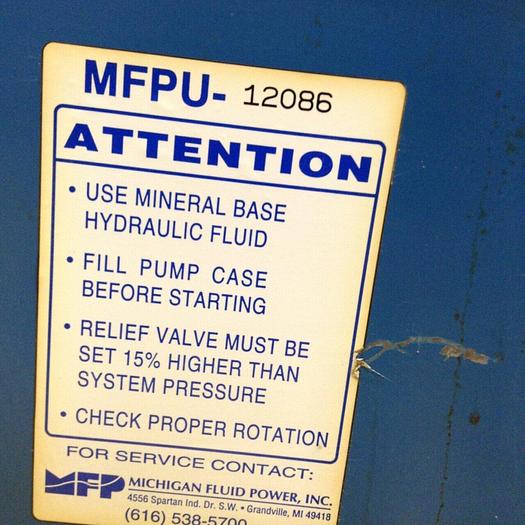 MFPU- 12086
ATTENTION
• USE MINERAL BASE
HYDRAULIC FLUID
• FILL PUMP CASE
BEFORE STARTING
• RELIEF VALVE MUST BE
SET 15% HIGHER THAN
SYSTEM PRESSURE
• CHECK PROPER ROTATION
FOR SERVICE CONTACT:
MFP MICHIGAN FLUID POWER, INC.
4556 Spartan Ind. Dr. S.W. • Grandville, MI 49418
(616) 538-5700